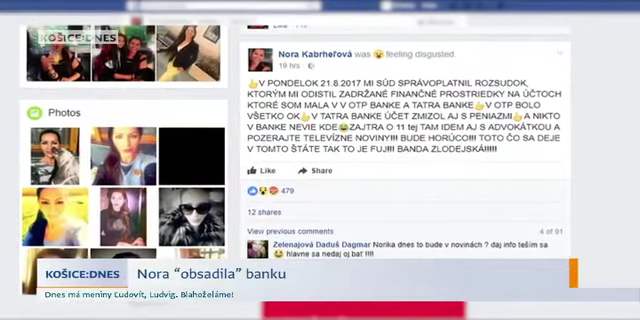 KOŠICE:DNES
Photos
Nora Kabrheľová was 😧 feeling disgusted.
19 hrs
👆V PONDELOK 21.8.2017 MI SÚD SPRÁVOPLATNIL ROZSUDOK,
KTORÝM MI ODISTIL ZADRŽANÉ FINANČNÉ PROSTRIEDKY NA ÚČTOCH
KTORÉ SOM MALA V V OTP BANKE A TATRA BANKE👆V OTP BOLO
VŠETKO OK👆V TATRA BANKE ÚČET ZMIZOL AJ S PENIAZMI👆A NIKTO
V BANKE NEVIE KDE😂ZAJTRA O 11 tej TAM IDEM AJ S ADVOKÁTKOU A
POZERAJTE TELEVÍZNE NOVINY!!! BUDE HORÚCO!!! TOTO ČO SA DEJE
V TOMTO ŠTÁTE TAK TO JE FUJ!!! BANDA ZLODEJSKÁ!!!!!
Like Share
479
12 shares
View previous comments 4 of 91
Zelenajová Daduš Dagmar Norika dnes to bude v novinách ? daj info teším sa
😀 hlavne sa nedaj oj bať !!!!
KOŠICE:DNES Nora “obsadila” banku
Dnes má meniny Ľudovít, Ludvig. Blahoželáme!